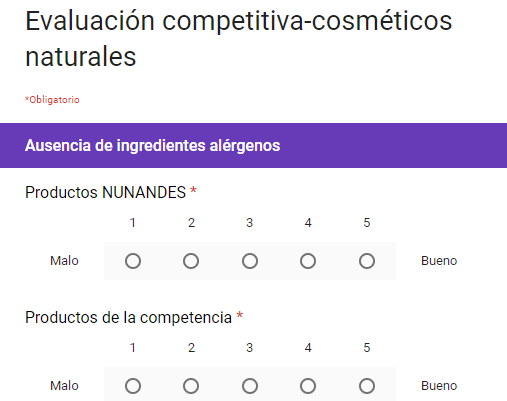 Evaluación competitiva-cosméticos
naturales
*Obligatorio
Ausencia de ingredientes alérgenos
Productos NUNANDES *
1 2 3 4 5
Malo Bueno
Productos de la competencia *
1 2 3 4 5
Malo Bueno